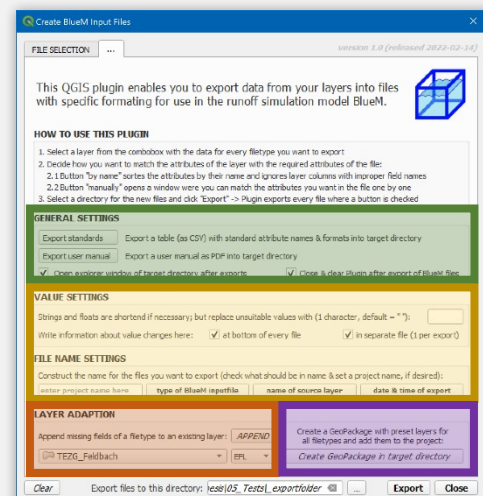 Create BlueM Input Files
FILE SELECTION
...
version 1.0 (released 2022-02-14)
This QGIS plugin enables you to export data from your layers into files
with specific formating for use in the runoff simulation model BlueM.
HOW TO USE THIS PLUGIN
1. Select a layer from the combobox with the data for every filetype you want to export
2. Decide how you want to match the attributes of the layer with the required attributes of the file:
2.1 Button "by name" sortes the attributes by their name and ignores layer columns with improper field names
2.2 Button "manually" opens a window were you can match the attributes you want in the file one by one
3. Select a directory for the new files and click "Export" -> Plugin exports every file where a button is checked
GENERAL SETTINGS
Export standards Export a table (as CSV) with standard attribute names & formats into target directory
Export user manual Export a user manual as PDF into target directory
Open explorer window of target directory after exports Close & clear Plugin after export of BlueM files
VALUE SETTINGS
Strings and floats are shortend if necessary; but replace unsuitable values with (1 character, default = " "):
Write information about value changes here: at bottom of every file in separate file (1 per export)
FILE NAME SETTINGS
Construct the name for the files you want to export (check what should be in name & set a project name, if desired):
enter project name here type of BlueM inputfile name of source layer date & time of export
LAYER ADAPTION
Append missing fields of a filetype to an existing layer: APPEND
TEZG_Feldbach EFL
Create a GeoPackage with preset layers for
all filetypes and add them to the project:
Create GeoPackage in target directory
Clear Export files to this directory: esis\05_Tests\_exportfolder ... Export Close